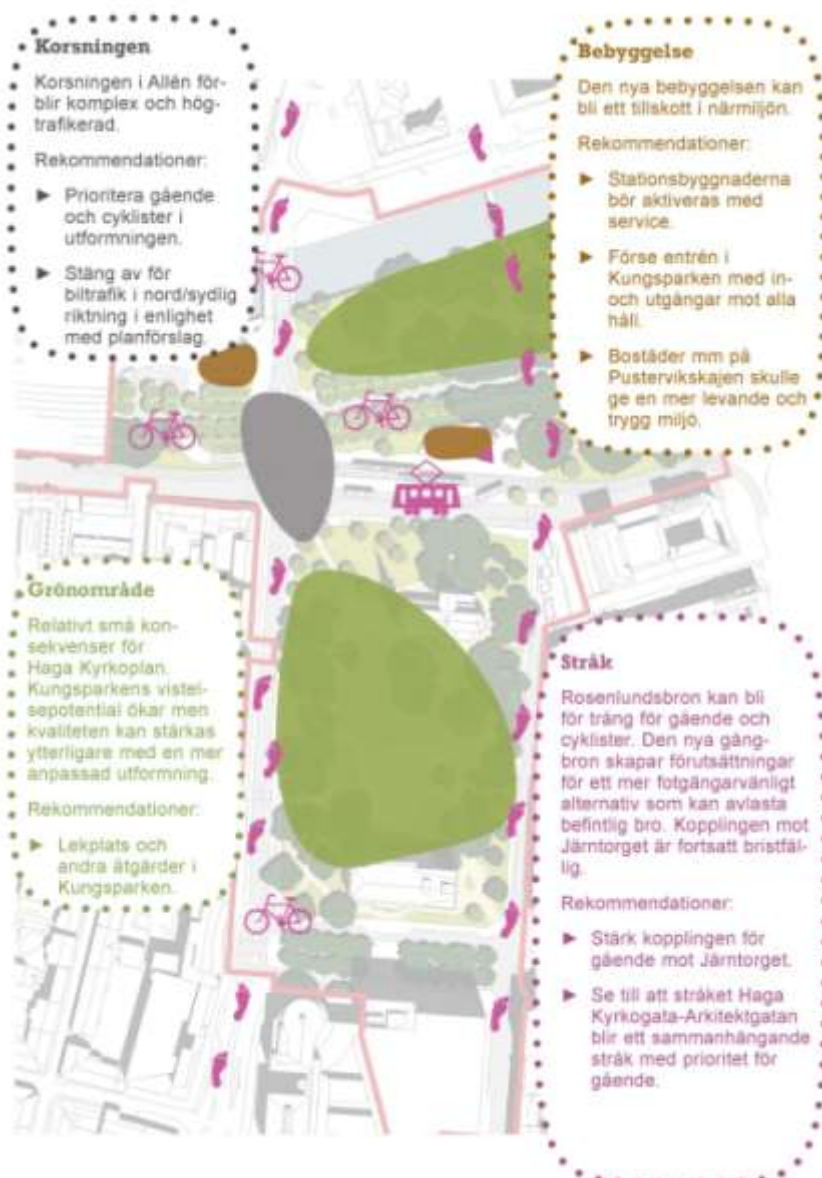 Korsningen
Korsningen i Allén för-
blir komplex och hög-
trafikerad.
Rekommendationer:
► Prioritera gående
och cyklister i
utformningen.
► Stäng av för
biltrafik i nord/sydlig
riktning i enlighet
med planförslag.
Bebyggelse
Den nya bebyggelsen kan
bli ett tillskott i närmiljön.
Rekommendationer:
► Stationsbyggnaderna
bör aktiveras med
service.
► Förse entrén i
Kungsparken med in-
och utgångar mot alla
håll.
► Bostäder mm på
Pustervikskajen skulle
ge en mer levande och
trygg miljö.
Grönområde
Relativt små kon-
sekvenser för
Haga Kyrkoplan.
Kungsparkens vistel-
sepotential ökar men
kvaliteten kan stärkas
ytterligare med en mer
anpassad utformning.
Rekommendationer:
► Lekplats och
andra åtgärder i
Kungsparken.
Stråk
Rosenlundsbron kan bli
för trång för gående och
cyklister. Den nya gång-
bron skapar förutsättningar
för ett mer fotgängarvänligt
alternativ som kan avlasta
befintlig bro. Kopplingen mot
Järntorget är fortsatt bristfäl-
lig.
Rekommendationer:
► Stärk kopplingen för
gående mot Järntorget.
► Se till att stråket Haga
Kyrkogata-Arkitektgatan
blir ett sammanhängande
stråk med prioritet för
gående.